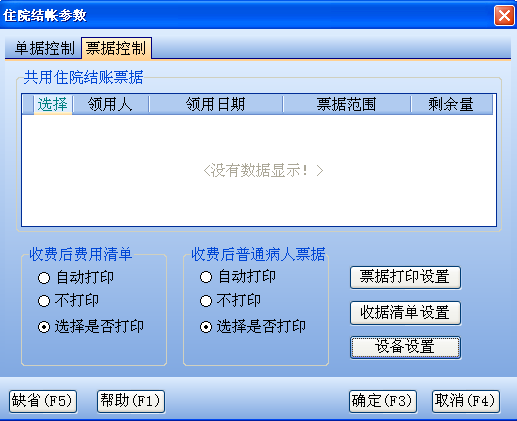 住院结帐参数
单据控制 票据控制
共用住院结账票据
选择 领用人 领用日期 票据范围 剩余量
<没有数据显示! >
收费后费用清单
自动打印
不打印
选择是否打印
收费后普通病人票据
自动打印
不打印
选择是否打印
票据打印设置
收据清单设置
设备设置
缺省(F5) 帮助(F1) 确定(F3) 取消(F4)